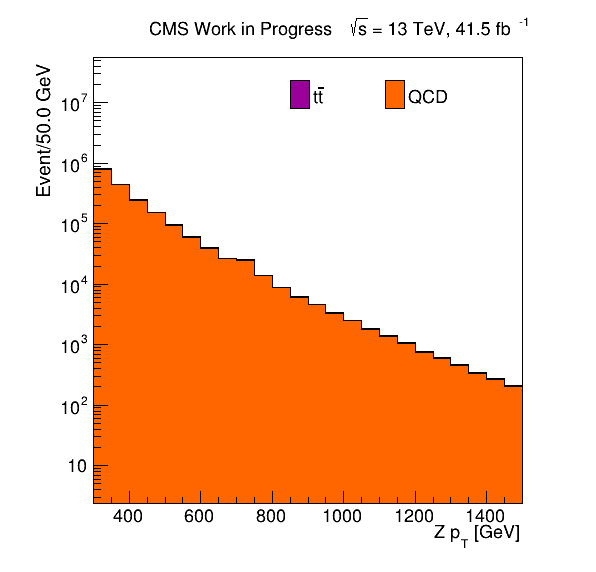 CMS Work in Progress √s = 13 TeV, 41.5 fb⁻¹
Event/50.0 GeV
tt̄
QCD
10⁷
10⁶
10⁵
10⁴
10³
10²
10
400 600 800 1000 1200 1400
Z p_T [GeV]